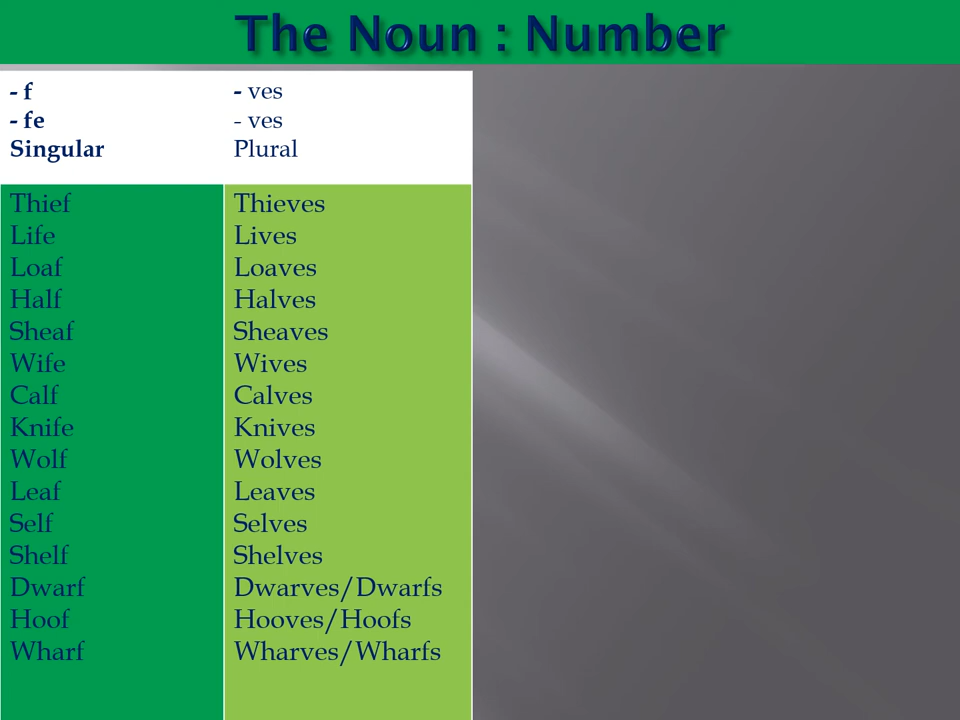 The Noun : Number
- f - ves
- fe - ves
Singular Plural
Thief Thieves
Life Lives
Loaf Loaves
Half Halves
Sheaf Sheaves
Wife Wives
Calf Calves
Knife Knives
Wolf Wolves
Leaf Leaves
Self Selves
Shelf Shelves
Dwarf Dwarves/Dwarfs
Hoof Hooves/Hoofs
Wharf Wharves/Wharfs